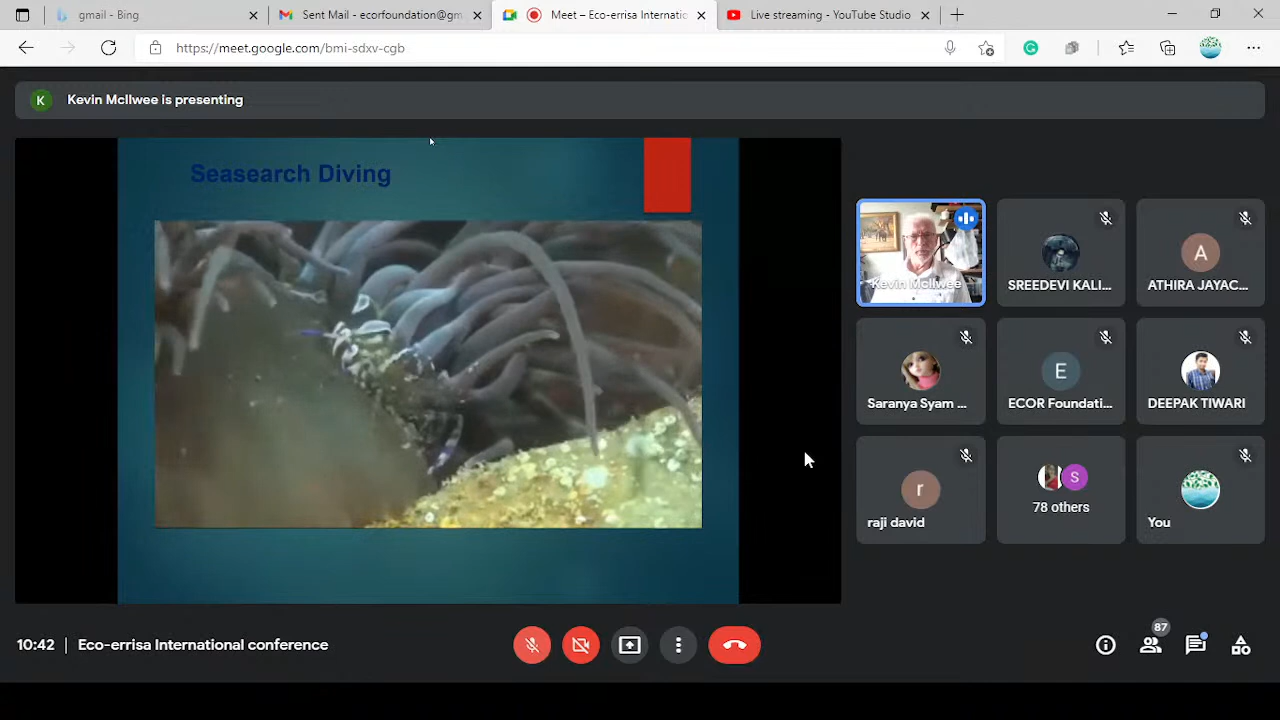 gmail - Bing
Sent Mail - ecorfoundation@gm
Meet – Eco-errisa Internatio
Live streaming - YouTube Studio
https://meet.google.com/bmi-sdxv-cgb
K
Kevin McIlwee is presenting
Seasearch Diving
Kevin McIlwee
SREEDEVI KALI...
A
ATHIRA JAYAC...
Saranya Syam ...
E
ECOR Foundati...
DEEPAK TIWARI
r
raji david
S
78 others
You
10:42 | Eco-errisa International conference
87